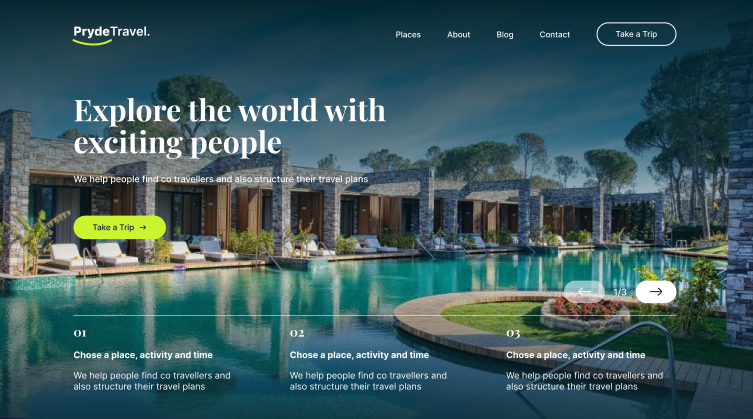 PrydeTravel.
Places About Blog Contact Take a Trip
Explore the world with
exciting people
We help people find co travellers and also structure their travel plans
Take a Trip →
← 1/3 →
01
Chose a place, activity and time
We help people find co travellers and
also structure their travel plans
02
Chose a place, activity and time
We help people find co travellers and
also structure their travel plans
03
Chose a place, activity and time
We help people find co travellers and
also structure their travel plans